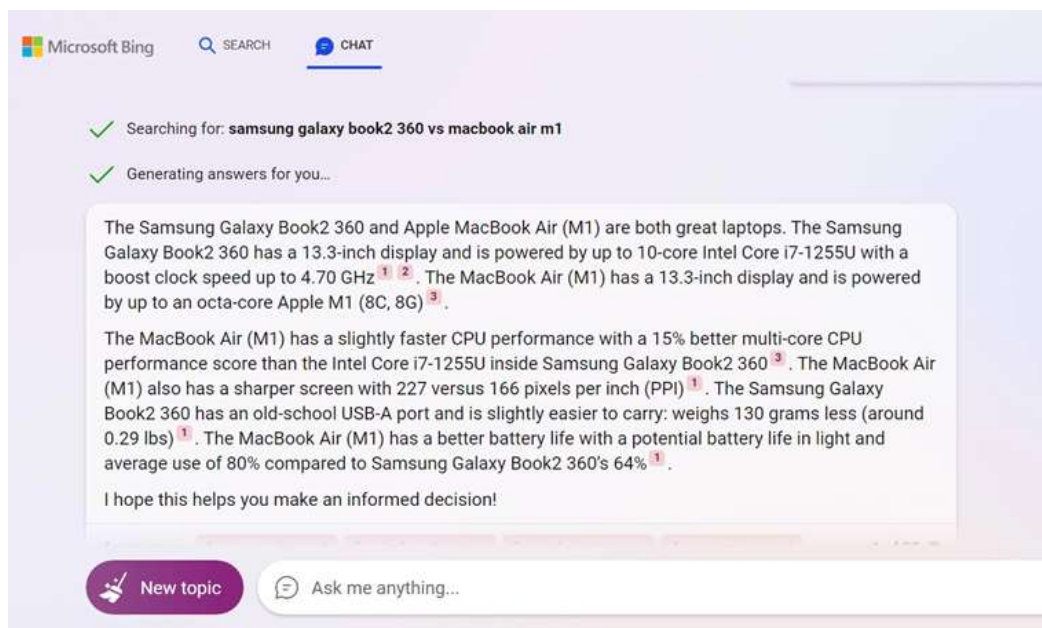 Microsoft Bing
SEARCH
CHAT
Searching for: samsung galaxy book2 360 vs macbook air m1
Generating answers for you...
The Samsung Galaxy Book2 360 and Apple MacBook Air (M1) are both great laptops. The Samsung
Galaxy Book2 360 has a 13.3-inch display and is powered by up to 10-core Intel Core i7-1255U with a
boost clock speed up to 4.70 GHz 1 2 . The MacBook Air (M1) has a 13.3-inch display and is powered
by up to an octa-core Apple M1 (8C, 8G) 3 .
The MacBook Air (M1) has a slightly faster CPU performance with a 15% better multi-core CPU
performance score than the Intel Core i7-1255U inside Samsung Galaxy Book2 360 3 . The MacBook Air
(M1) also has a sharper screen with 227 versus 166 pixels per inch (PPI) 1 . The Samsung Galaxy
Book2 360 has an old-school USB-A port and is slightly easier to carry: weighs 130 grams less (around
0.29 lbs) 1 . The MacBook Air (M1) has a better battery life with a potential battery life in light and
average use of 80% compared to Samsung Galaxy Book2 360's 64% 1 .
I hope this helps you make an informed decision!
New topic
Ask me anything...